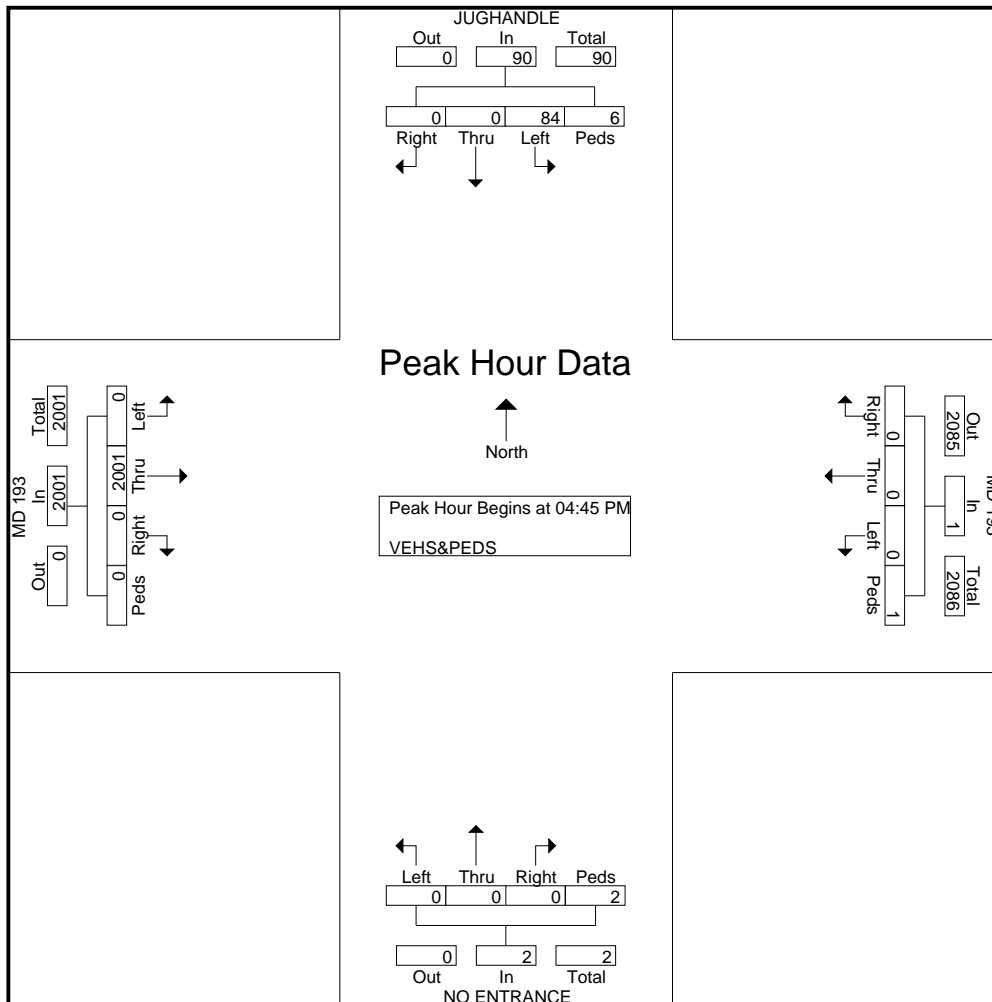 JUGHANDLE
Out In Total
0 90 90
0 0 84 6
Right Thru Left Peds
Peak Hour Data
North
Peak Hour Begins at 04:45 PM
VEHS&PEDS
MD 193
Total In Out
2001 2001 0
0 2001 0 0
Left Thru Right Peds
Right Thru Left Peds
0 0 0 1
Out In Total
2085 1 2086
MD 193
Left Thru Right Peds
0 0 0 2
0 2 2
Out In Total
NO ENTRANCE